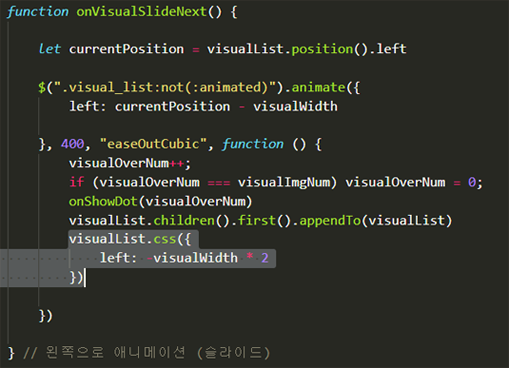 function onVisualSlideNext() {
let currentPosition = visualList.position().left
$(".visual_list:not(:animated)").animate({
left: currentPosition - visualWidth
}, 400, "easeOutCubic", function () {
visualOverNum++;
if (visualOverNum === visualImgNum) visualOverNum = 0;
onShowDot(visualOverNum)
visualList.children().first().appendTo(visualList)
visualList.css({
left: -visualWidth * 2
})
})
} // 왼쪽으로 애니메이션 (슬라이드)